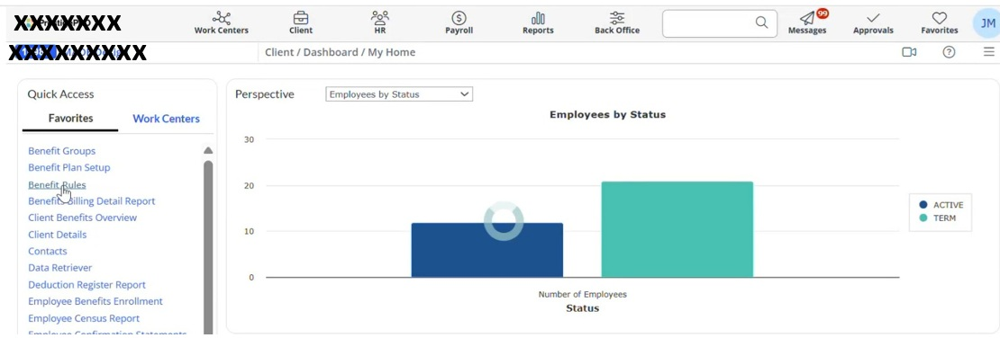 XXXXXXX
Work Centers
Client
HR
Payroll
Reports
Back Office
99
Messages
Approvals
Favorites
JM
XXXXXXXXX
Client / Dashboard / My Home
?
Quick Access
Favorites
Work Centers
Benefit Groups
Benefit Plan Setup
Benefit Rules
Benefits Billing Detail Report
Client Benefits Overview
Client Details
Contacts
Data Retriever
Deduction Register Report
Employee Benefits Enrollment
Employee Census Report
Employee Confirmation Statements
Perspective
Employees by Status
Employees by Status
30
20
10
0
Number of Employees
Status
ACTIVE
TERM